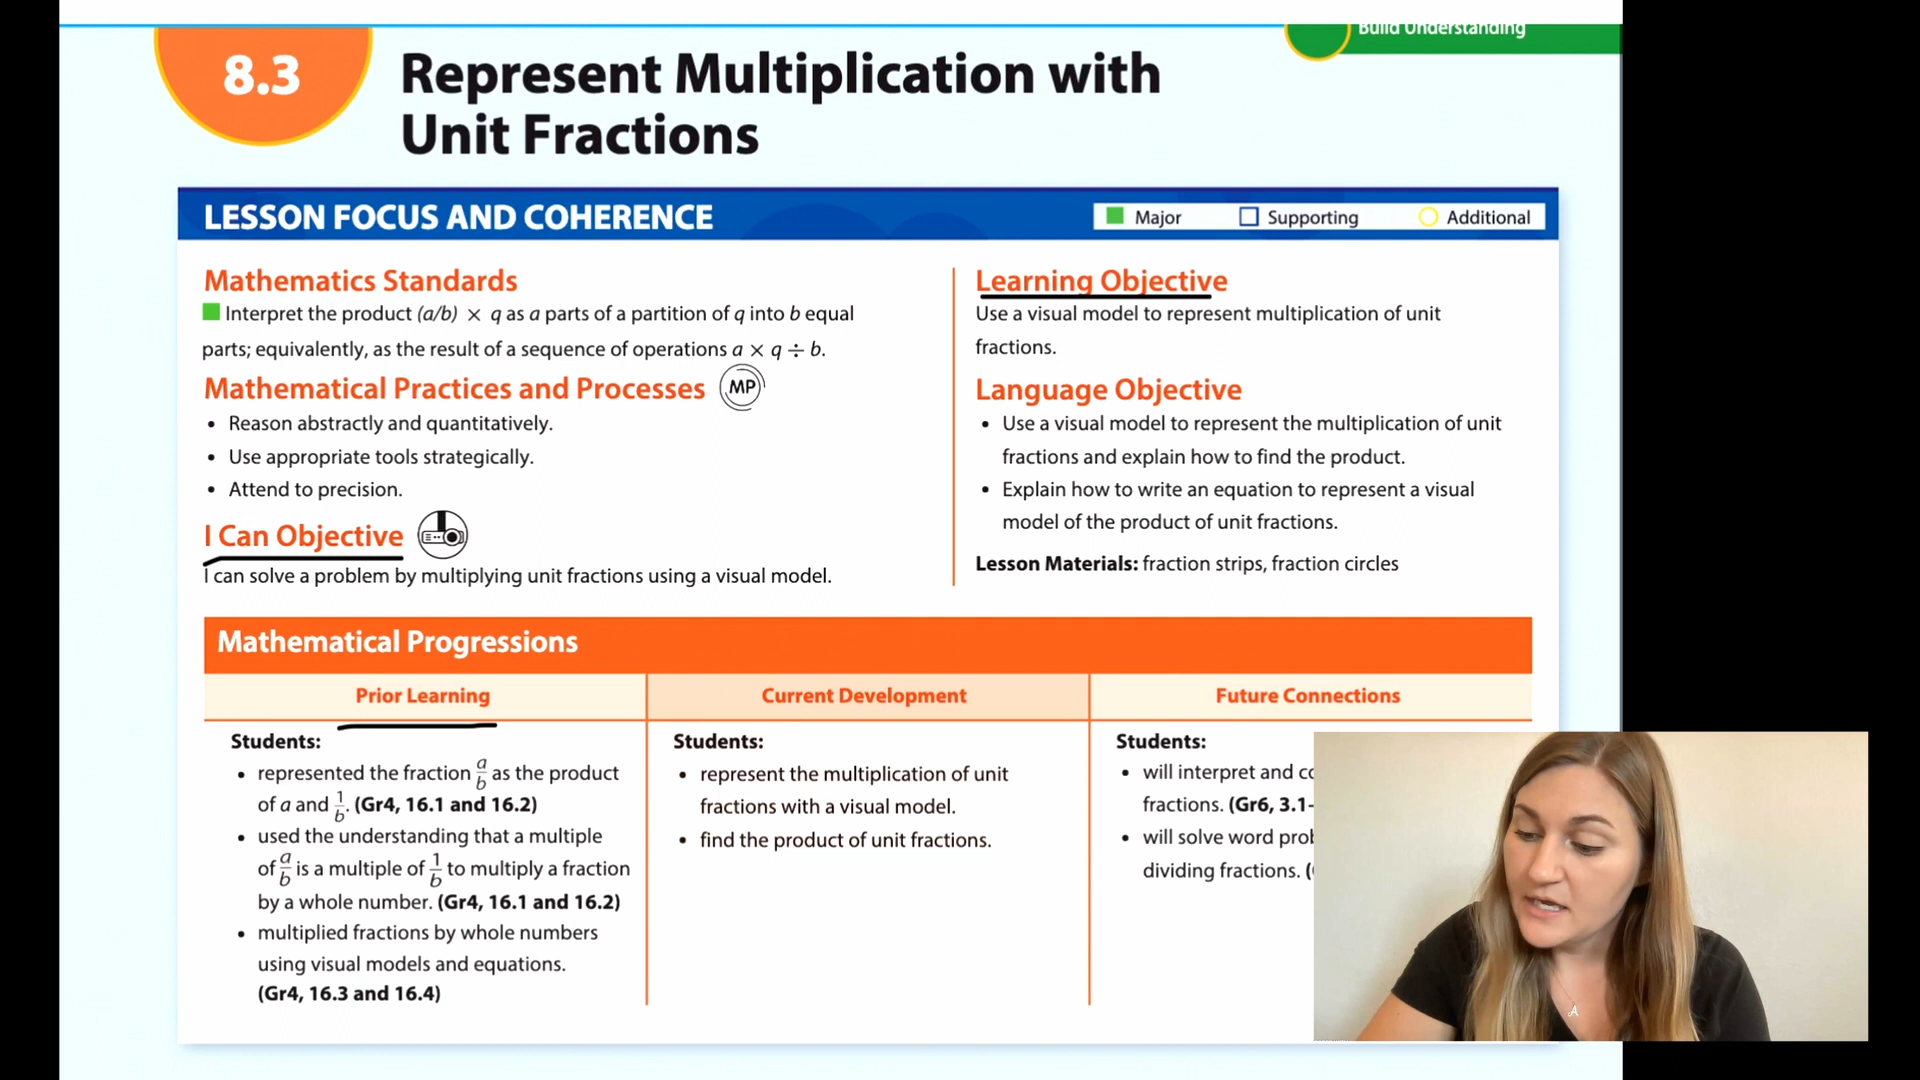 Build Understanding
8.3
Represent Multiplication with
Unit Fractions
LESSON FOCUS AND COHERENCE
Major
Supporting
Additional
Mathematics Standards
Interpret the product (a/b) × q as a parts of a partition of q into b equal
parts; equivalently, as the result of a sequence of operations a × q ÷ b.
Mathematical Practices and Processes MP
• Reason abstractly and quantitatively.
• Use appropriate tools strategically.
• Attend to precision.
I Can Objective
I can solve a problem by multiplying unit fractions using a visual model.
Learning Objective
Use a visual model to represent multiplication of unit
fractions.
Language Objective
• Use a visual model to represent the multiplication of unit
fractions and explain how to find the product.
• Explain how to write an equation to represent a visual
model of the product of unit fractions.
Lesson Materials: fraction strips, fraction circles
Mathematical Progressions
Prior Learning
Current Development
Future Connections
Students:
• represented the fraction a/b as the product
of a and 1/b. (Gr4, 16.1 and 16.2)
• used the understanding that a multiple
of a/b is a multiple of 1/b to multiply a fraction
by a whole number. (Gr4, 16.1 and 16.2)
• multiplied fractions by whole numbers
using visual models and equations.
(Gr4, 16.3 and 16.4)
Students:
• represent the multiplication of unit
fractions with a visual model.
• find the product of unit fractions.
Students:
• will interpret and
fractions. (Gr6, 3.1-
• will solve word
dividing fractions. (
A